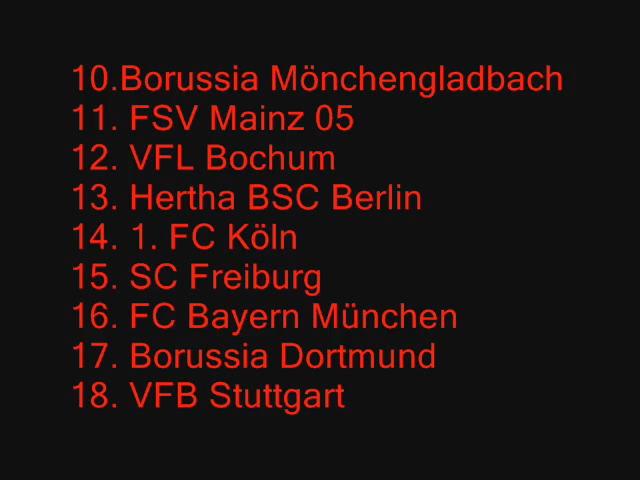 10.Borussia Mönchengladbach
11. FSV Mainz 05
12. VFL Bochum
13. Hertha BSC Berlin
14. 1. FC Köln
15. SC Freiburg
16. FC Bayern München
17. Borussia Dortmund
18. VFB Stuttgart